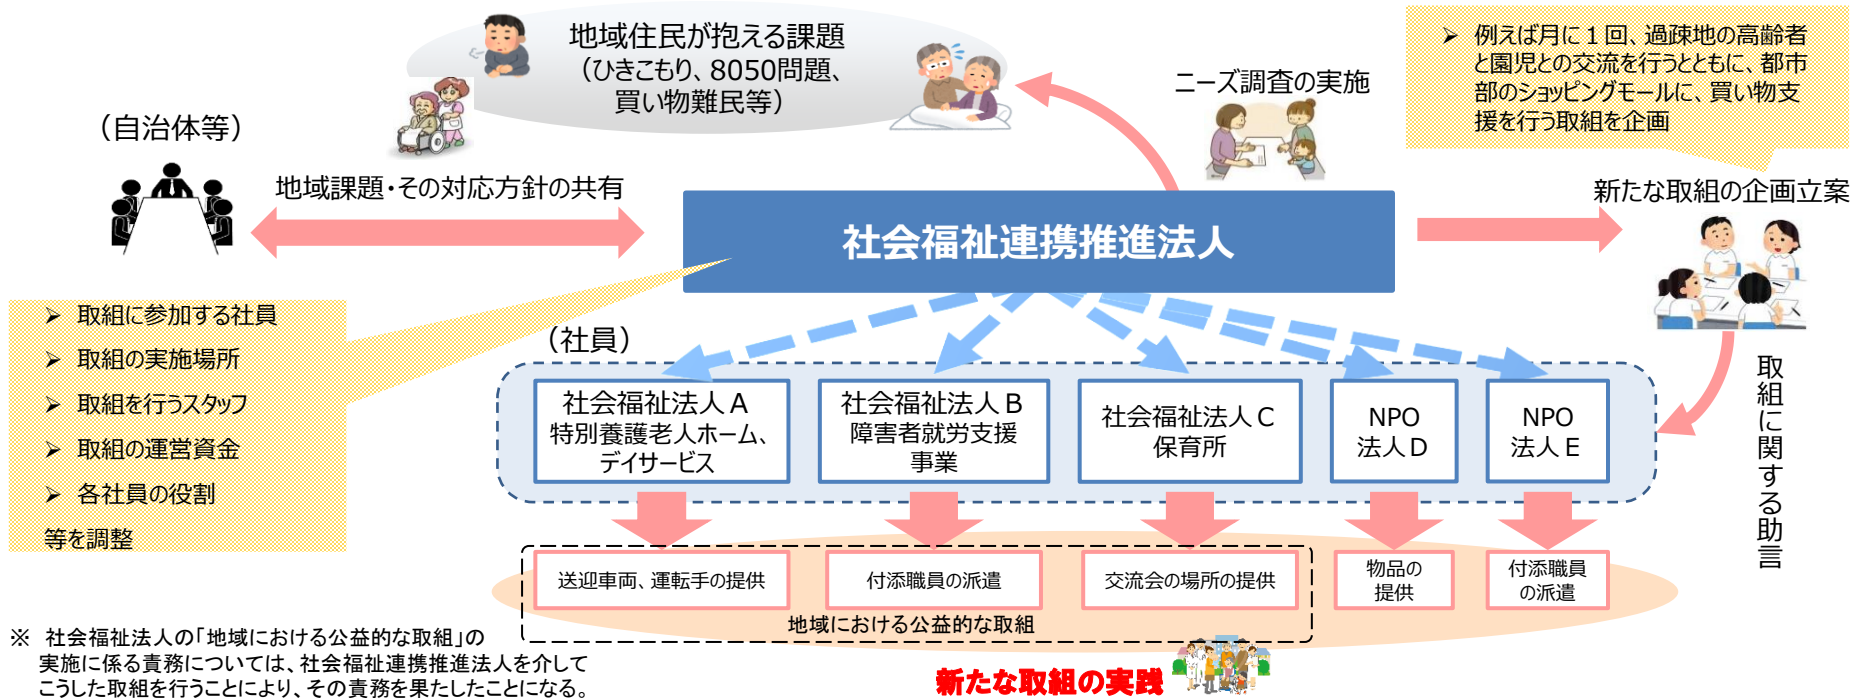 地域住民が抱える課題
（ひきこもり、8050問題、
買い物難民等）
ニーズ調査の実施
➢ 例えば月に１回、過疎地の高齢者
と園児との交流を行うとともに、都市
部のショッピングモールに、買い物支
援を行う取組を企画
（自治体等）
地域課題・その対応方針の共有
社会福祉連携推進法人
新たな取組の企画立案
➢ 取組に参加する社員
➢ 取組の実施場所
➢ 取組を行うスタッフ
➢ 取組の運営資金
➢ 各社員の役割
等を調整
（社員）
社会福祉法人Ａ
特別養護老人ホーム、
デイサービス
社会福祉法人Ｂ
障害者就労支援
事業
社会福祉法人Ｃ
保育所
NPO
法人Ｄ
NPO
法人Ｅ
取組に関する助言
送迎車両、運転手の提供
付添職員の派遣
交流会の場所の提供
物品の
提供
付添職員
の派遣
地域における公益的な取組
新たな取組の実践
※ 社会福祉法人の「地域における公益的な取組」の
実施に係る責務については、社会福祉連携推進法人を介して
こうした取組を行うことにより、その責務を果たしたことになる。